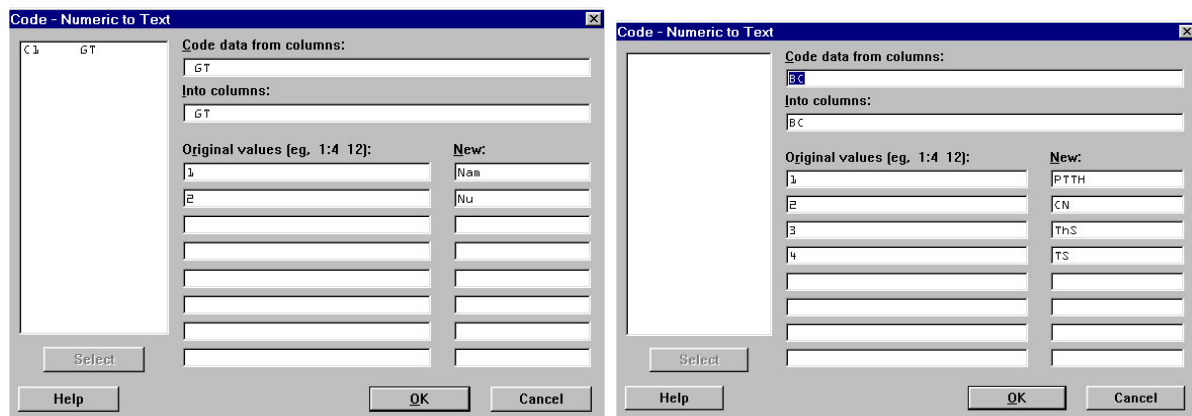 Code - Numeric to Text
C1 GT
Code data from columns:
GT
Into columns:
GT
Original values (eg, 1:4 12): New:
1 Nam
2 Nu
Select
Help OK Cancel
Code - Numeric to Text
Code data from columns:
BC
Into columns:
BC
Original values (eg, 1:4 12): New:
1 PTTH
2 CN
3 ThS
4 TS
Select
Help OK Cancel